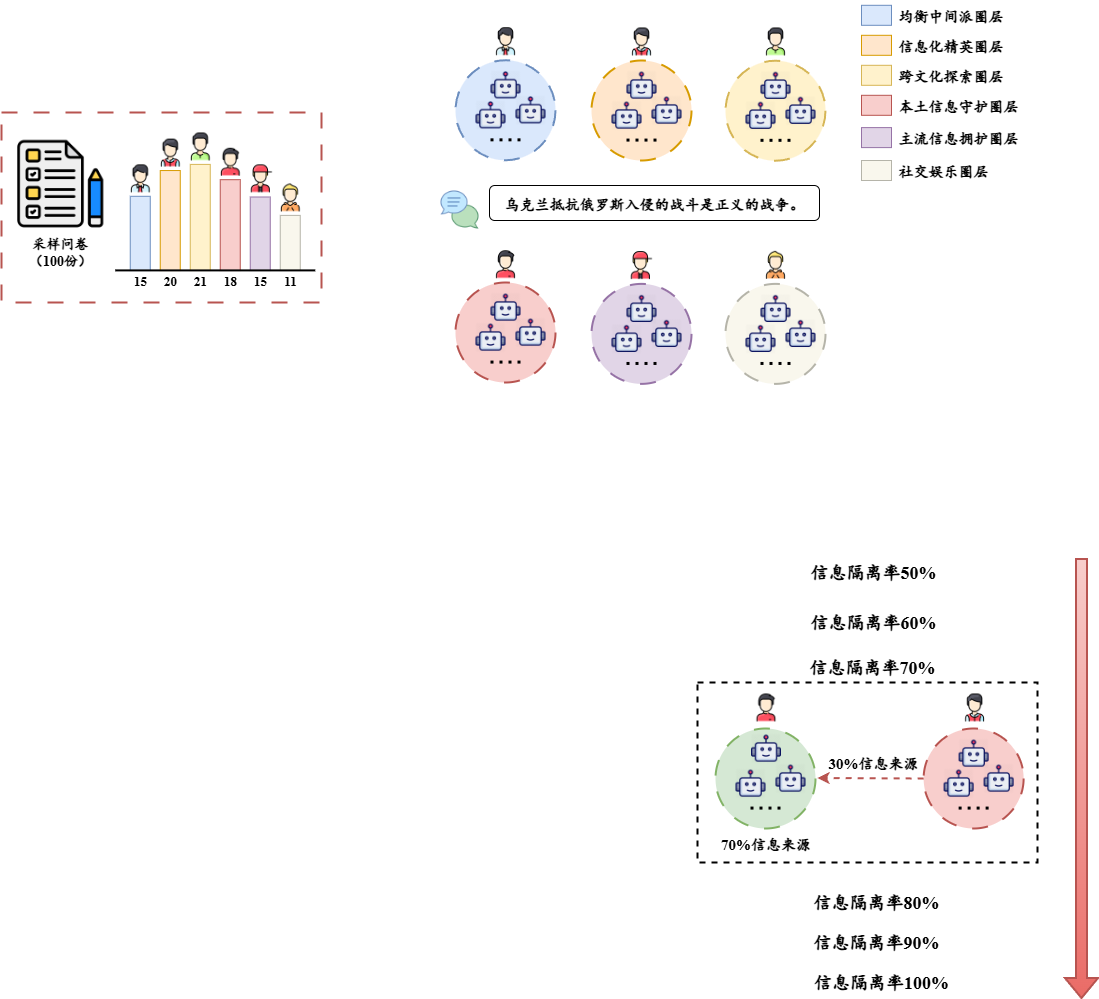 均衡中间派圈层
信息化精英圈层
跨文化探索圈层
本土信息守护圈层
主流信息拥护圈层
社交娱乐圈层
采样问卷
（100份）
15
20
21
18
15
11
....
....
....
乌克兰抵抗俄罗斯入侵的战斗是正义的战争。
....
....
....
信息隔离率50%
信息隔离率60%
信息隔离率70%
30%信息来源
....
....
70%信息来源
信息隔离率80%
信息隔离率90%
信息隔离率100%